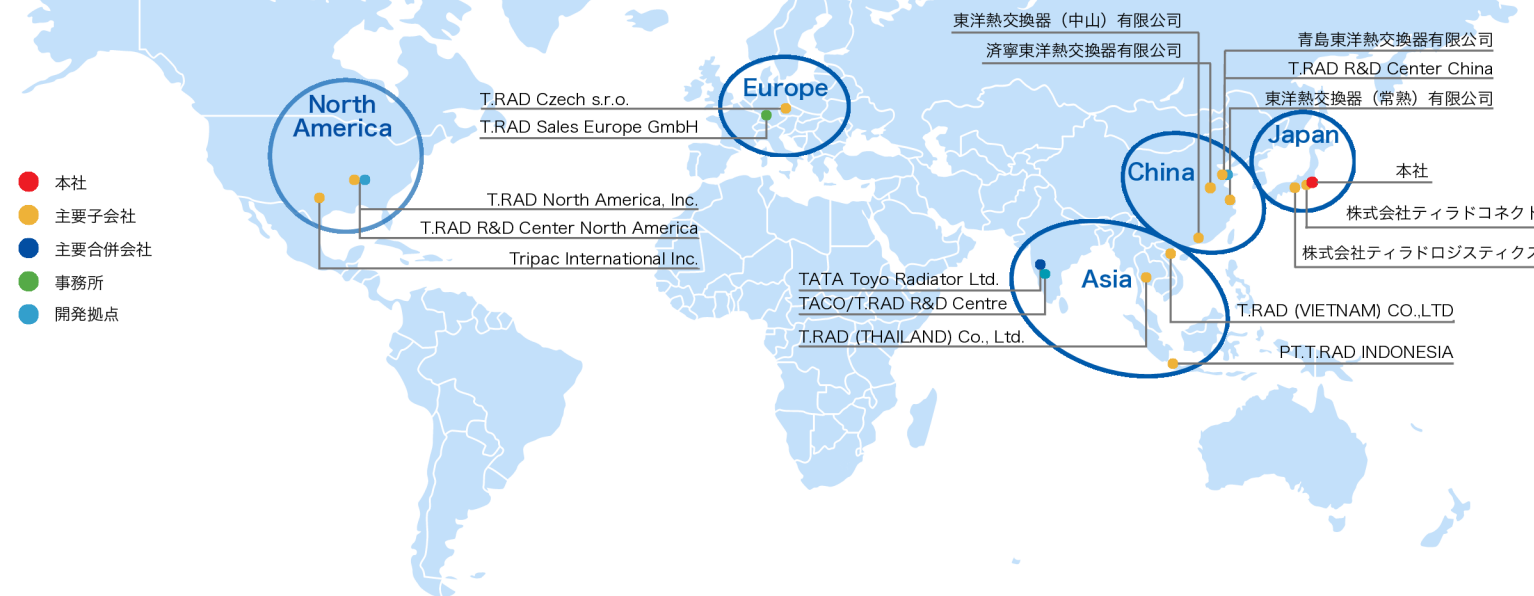 東洋熱交換器（中山）有限公司
済寧東洋熱交換器有限公司
青島東洋熱交換器有限公司
T.RAD R&D Center China
東洋熱交換器（常熟）有限公司
North
America
Europe
T.RAD Czech s.r.o.
T.RAD Sales Europe GmbH
China
Japan
本社
株式会社ティラドコネクト
株式会社ティラドロジスティクス
本社
主要子会社
主要合併会社
事務所
開発拠点
T.RAD North America, Inc.
T.RAD R&D Center North America
Tripac International Inc.
Asia
TATA Toyo Radiator Ltd.
TACO/T.RAD R&D Centre
T.RAD (THAILAND) Co., Ltd.
T.RAD (VIETNAM) CO.,LTD
PT.T.RAD INDONESIA